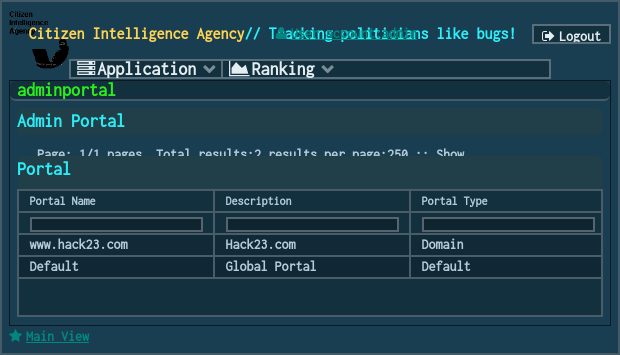 Citizen
Intelligence
Agency
Citizen Intelligence Agency// Tracking politicians like bugs!
Logout
Application
Ranking
adminportal
Admin Portal
Page: 1/1 pages. Total results:2 results per page:250 :: Show
Portal
Portal Name Description Portal Type
www.hack23.com Hack23.com Domain
Default Global Portal Default
Main View